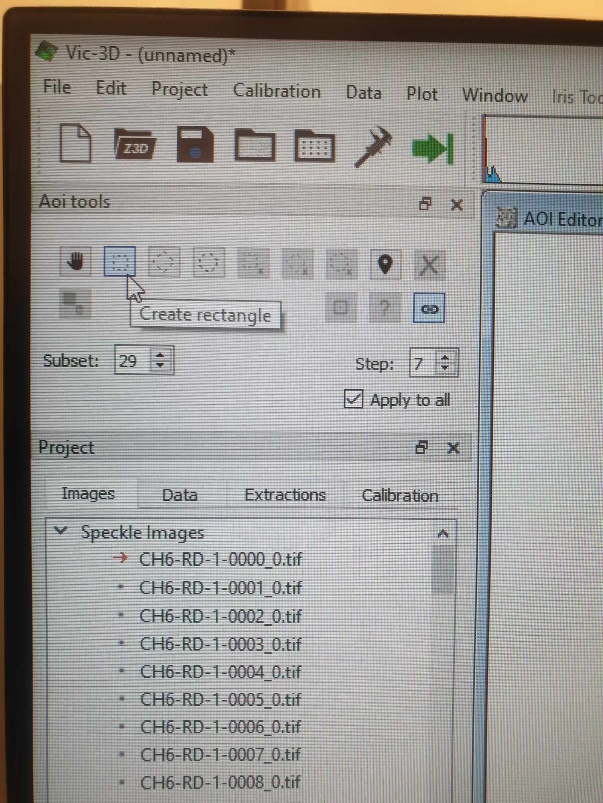 Vic-3D - (unnamed)*
File Edit Project Calibration Data Plot Window Iris Too
Z3D
Aoi tools
AOI Editor
Create rectangle
?
Subset: 29 Step: 7
Apply to all
Project
Images Data Extractions Calibration
Speckle Images
CH6-RD-1-0000_0.tif
CH6-RD-1-0001_0.tif
CH6-RD-1-0002_0.tif
CH6-RD-1-0003_0.tif
CH6-RD-1-0004_0.tif
CH6-RD-1-0005_0.tif
CH6-RD-1-0006_0.tif
CH6-RD-1-0007_0.tif
CH6-RD-1-0008_0.tif